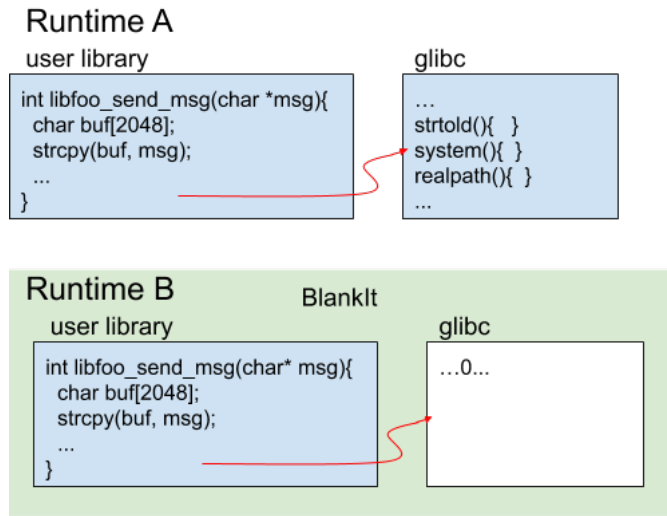 Runtime A
user library
glibc
int libfoo_send_msg(char *msg){
char buf[2048];
strcpy(buf, msg);
...
}
…
strtold(){ }
system(){ }
realpath(){ }
...
Runtime B
BlankIt
user library
glibc
int libfoo_send_msg(char* msg){
char buf[2048];
strcpy(buf, msg);
...
}
…0...